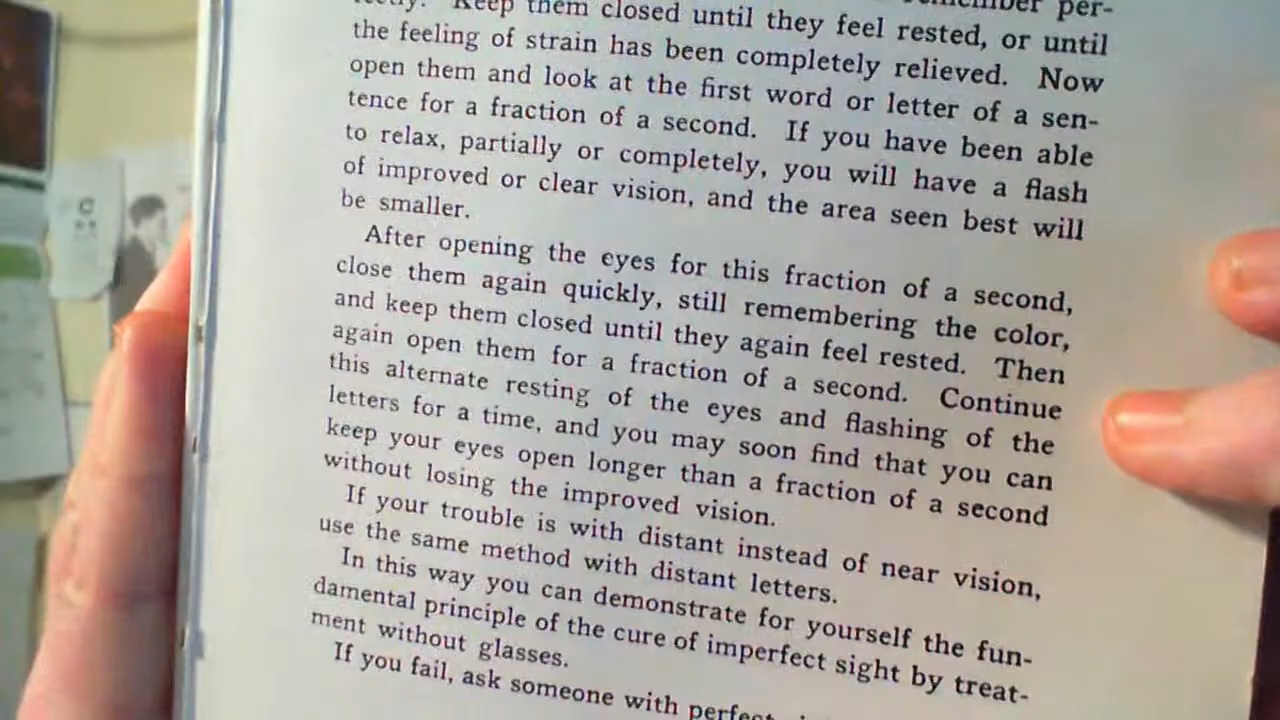 remember per-
fectly. Keep them closed until they feel rested, or until
the feeling of strain has been completely relieved. Now
open them and look at the first word or letter of a sen-
tence for a fraction of a second. If you have been able
to relax, partially or completely, you will have a flash
of improved or clear vision, and the area seen best will
be smaller.
After opening the eyes for this fraction of a second,
close them again quickly, still remembering the color,
and keep them closed until they again feel rested. Then
again open them for a fraction of a second. Continue
this alternate resting of the eyes and flashing of the
letters for a time, and you may soon find that you can
keep your eyes open longer than a fraction of a second
without losing the improved vision.
If your trouble is with distant instead of near vision,
use the same method with distant letters.
In this way you can demonstrate for yourself the fun-
damental principle of the cure of imperfect sight by treat-
ment without glasses.
If you fail, ask someone with perfect
C